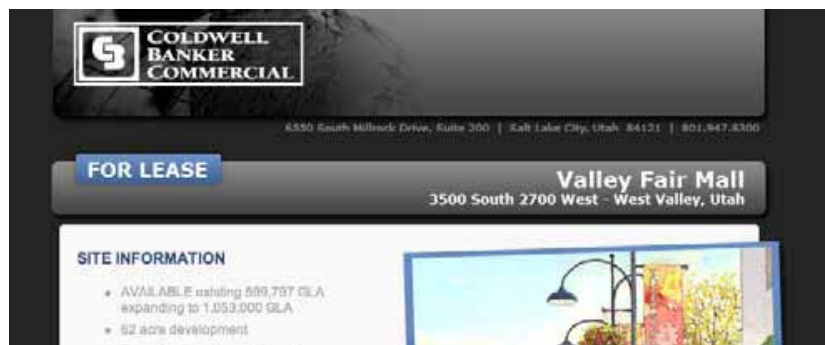 COLDWELL
BANKER
COMMERCIAL
6550 South Millrock Drive, Suite 200 | Salt Lake City, Utah 84121 | 801.947.8300
FOR LEASE
Valley Fair Mall
3500 South 2700 West - West Valley, Utah
SITE INFORMATION
AVAILABLE existing 599,797 GLA
expanding to 1,053,000 GLA
62 acre development